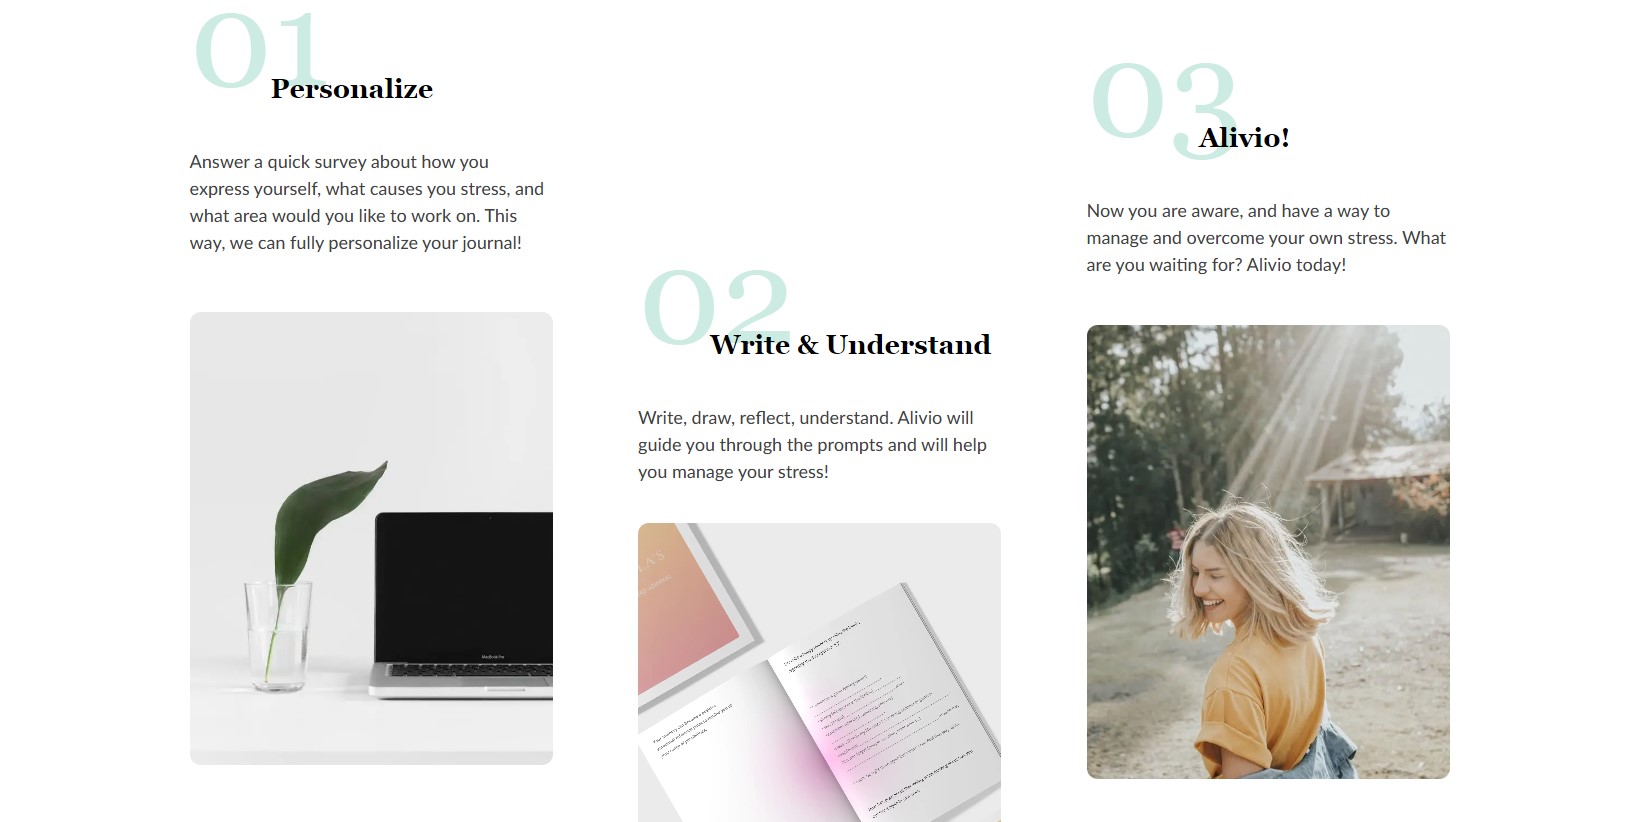 01
Personalize
Answer a quick survey about how you
express yourself, what causes you stress, and
what area would you like to work on. This
way, we can fully personalize your journal!
MacBook Pro
02
Write & Understand
Write, draw, reflect, understand. Alivio will
guide you through the prompts and will help
you manage your stress!
03
Alivio!
Now you are aware, and have a way to
manage and overcome your own stress. What
are you waiting for? Alivio today!